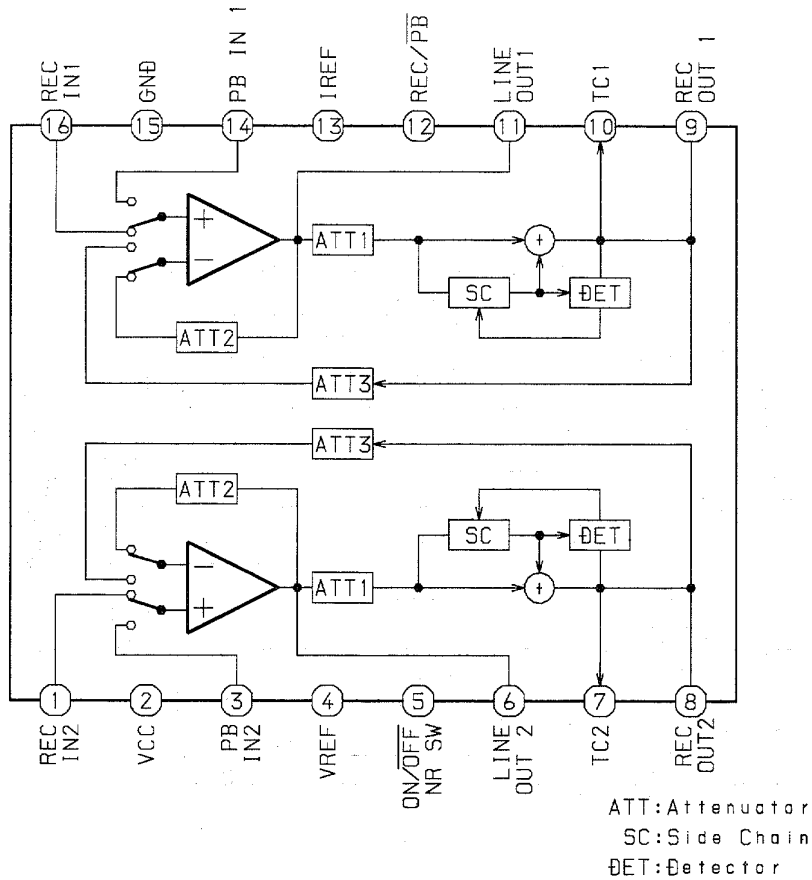 REC IN1
GND
PB IN 1
IREF
REC/PB
LINE OUT1
TC1
REC OUT 1
16
15
14
13
12
11
10
9
+
−
ATT1
+
SC
DET
ATT2
ATT3
ATT3
ATT2
SC
DET
−
+
ATT1
+
1
2
3
4
5
6
7
8
REC IN2
VCC
PB IN2
VREF
ON/OFF NR SW
LINE OUT 2
TC2
REC OUT2
ATT:Attenuator
SC:Side Chain
DET:Detector